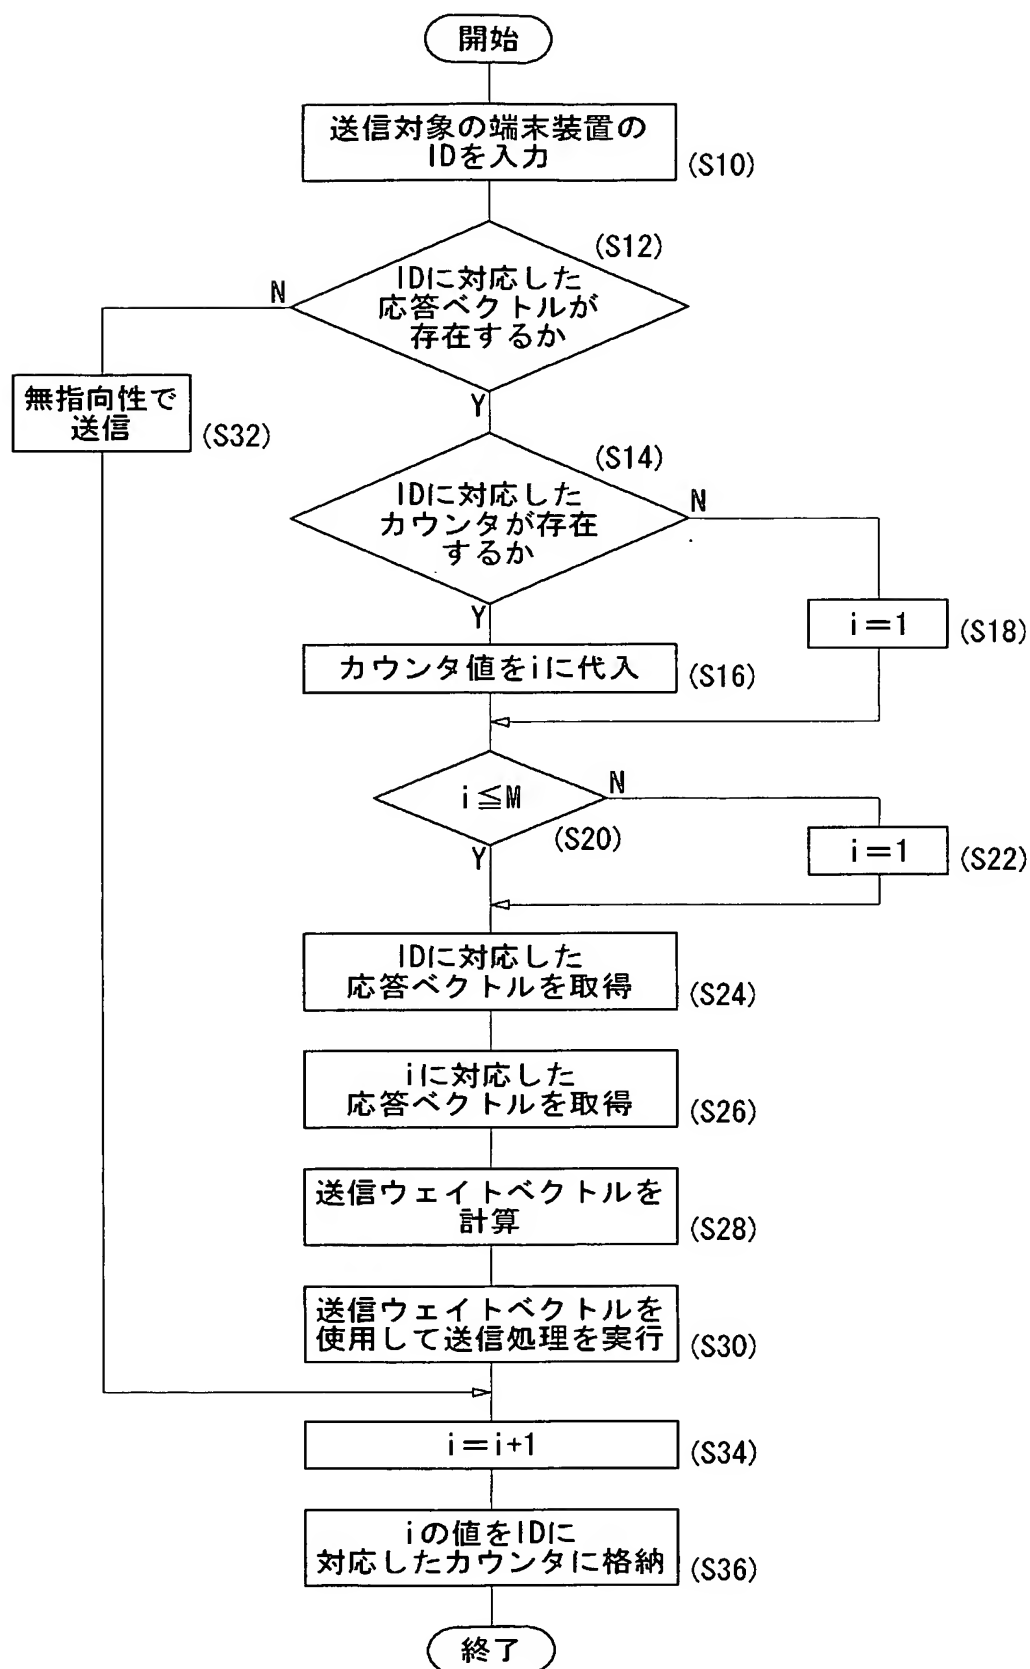 開始
送信対象の端末装置の
IDを入力
(S10)
(S12)
IDに対応した
応答ベクトルが
存在するか
N
Y
無指向性で
送信
(S32)
(S14)
IDに対応した
カウンタが存在
するか
N
Y
i=1
(S18)
カウンタ値をiに代入
(S16)
i≦M
N
(S20)
Y
i=1
(S22)
IDに対応した
応答ベクトルを取得
(S24)
iに対応した
応答ベクトルを取得
(S26)
送信ウェイトベクトルを
計算
(S28)
送信ウェイトベクトルを
使用して送信処理を実行
(S30)
i=i+1
(S34)
iの値をIDに
対応したカウンタに格納
(S36)
終了